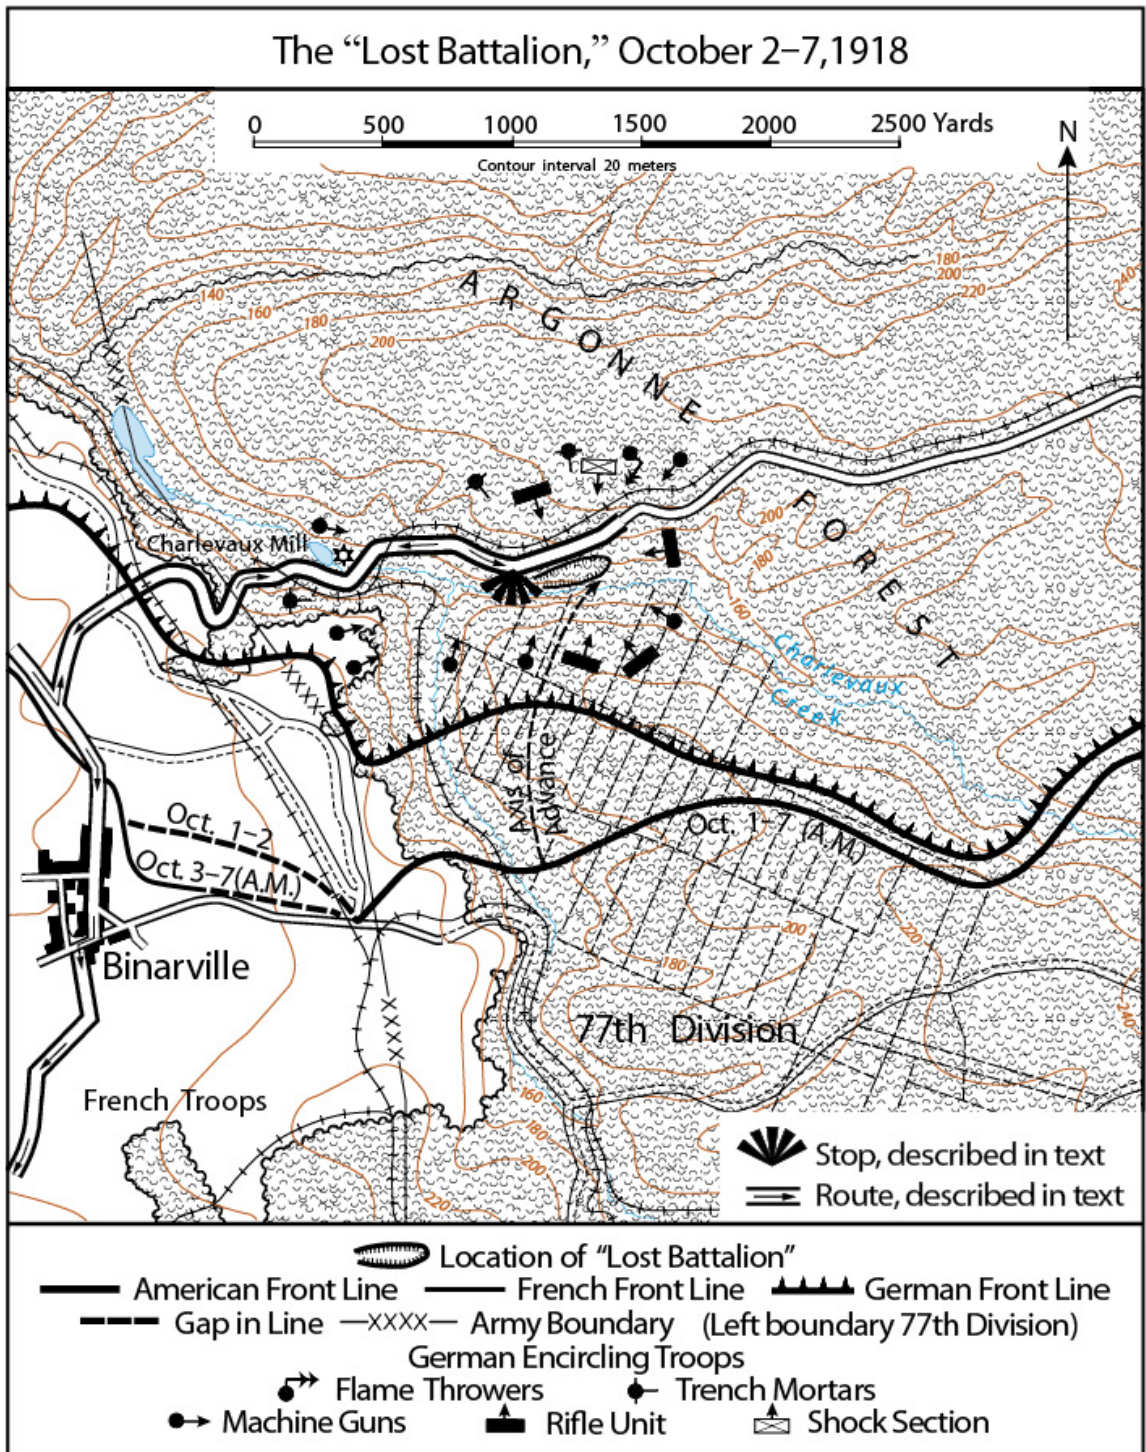 The “Lost Battalion,” October 2–7,1918
0 500 1000 1500 2000 2500 Yards
Contour interval 20 meters
N
180
200
220
240
140
160
180
200
ARGONNE
FOREST
200
180
160
Charlevaux Mill
Charlevaux
Creek
XXXX
XXXX
Axis of
Advance
Oct. 1–2
Oct. 3–7(A.M.)
Oct. 1–7 (A.M.)
Binarville
XXXX
200
180
220
240
77th Division
French Troops
160
180
200
220
Stop, described in text
Route, described in text
Location of “Lost Battalion”
American Front Line French Front Line German Front Line
Gap in Line XXXX Army Boundary (Left boundary 77th Division)
German Encircling Troops
Flame Throwers Trench Mortars
Machine Guns Rifle Unit Shock Section